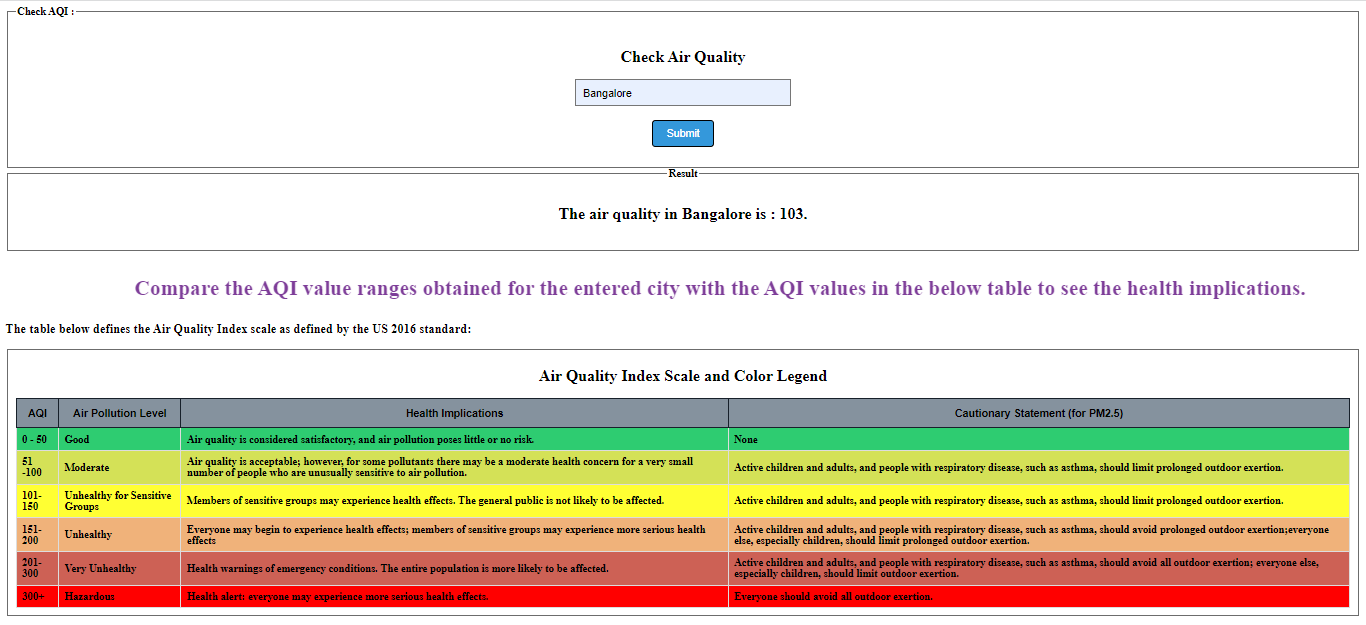 Check AQI :
Check Air Quality
Bangalore
Submit
Result
The air quality in Bangalore is : 103.
Compare the AQI value ranges obtained for the entered city with the AQI values in the below table to see the health implications.
The table below defines the Air Quality Index scale as defined by the US 2016 standard:
Air Quality Index Scale and Color Legend
AQI Air Pollution Level Health Implications Cautionary Statement (for PM2.5)
0 - 50 Good Air quality is considered satisfactory, and air pollution poses little or no risk. None
51
-100
Moderate
Air quality is acceptable; however, for some pollutants there may be a moderate health concern for a very small
number of people who are unusually sensitive to air pollution.
Active children and adults, and people with respiratory disease, such as asthma, should limit prolonged outdoor exertion.
101-
150
Unhealthy for Sensitive
Groups
Members of sensitive groups may experience health effects. The general public is not likely to be affected.
Active children and adults, and people with respiratory disease, such as asthma, should limit prolonged outdoor exertion.
151-
200
Unhealthy
Everyone may begin to experience health effects; members of sensitive groups may experience more serious health
effects
Active children and adults, and people with respiratory disease, such as asthma, should avoid prolonged outdoor exertion;everyone
else, especially children, should limit prolonged outdoor exertion.
201-
300
Very Unhealthy
Health warnings of emergency conditions. The entire population is more likely to be affected.
Active children and adults, and people with respiratory disease, such as asthma, should avoid all outdoor exertion; everyone else,
especially children, should limit outdoor exertion.
300+ Hazardous Health alert: everyone may experience more serious health effects. Everyone should avoid all outdoor exertion.